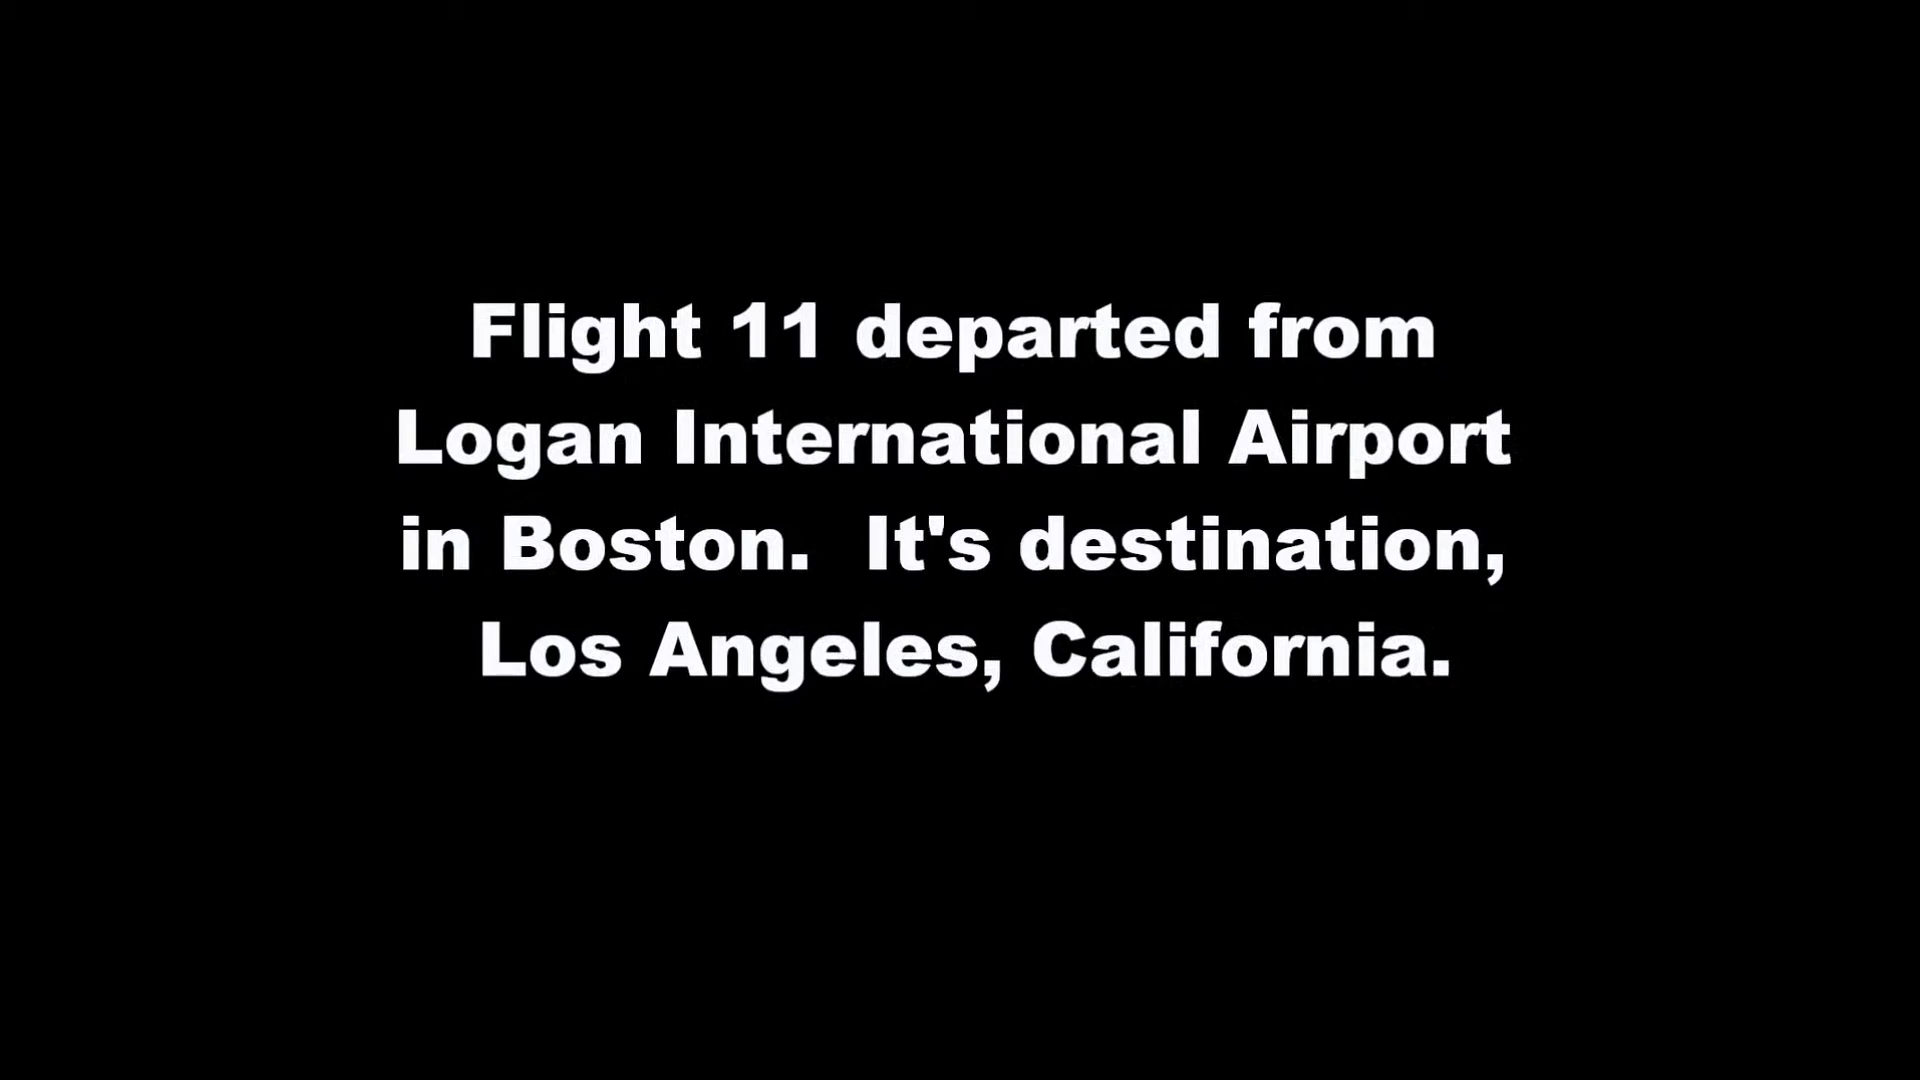 Flight 11 departed from
Logan International Airport
in Boston.  It's destination,
Los Angeles, California.